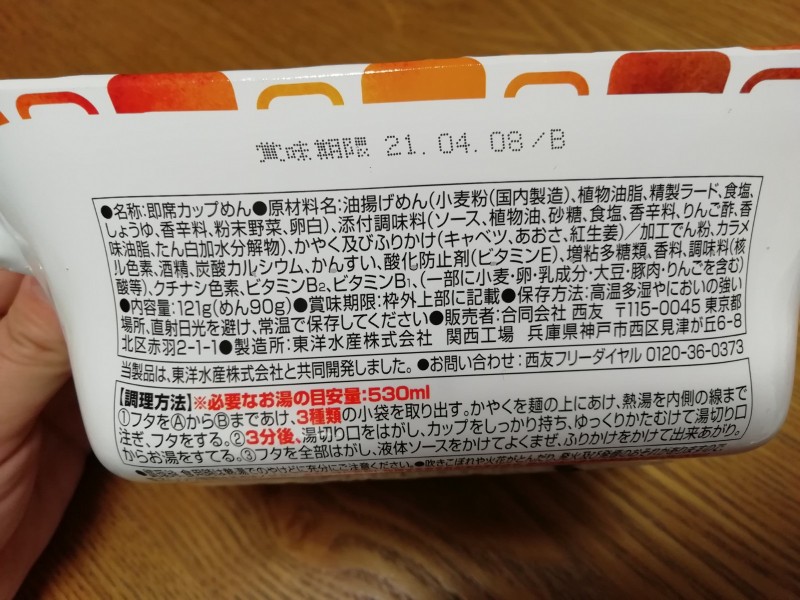 賞味期限 21.04.08/B
●名称:即席カップめん●原材料名:油揚げめん(小麦粉(国内製造)、植物油脂、精製ラード、食塩、
しょうゆ、香辛料、粉末野菜、卵白)、添付調味料(ソース、植物油、砂糖、食塩、香辛料、りんご酢、香
味油脂、たん白加水分解物)、かやく及びふりかけ(キャベツ、あおさ、紅生姜)/加工でん粉、カラメ
ル色素、酒精、炭酸カルシウム、かんすい、酸化防止剤(ビタミンE)、増粘多糖類、香料、調味料(核
酸等)、クチナシ色素、ビタミンB₂、ビタミンB₁、(一部に小麦・卵・乳成分・大豆・豚肉・りんごを含む)
●内容量:121g(めん90g)●賞味期限:枠外上部に記載●保存方法:高温多湿やにおいの強い
場所、直射日光を避け、常温で保存してください●販売者:合同会社 西友 〒115-0045 東京都
北区赤羽2-1-1●製造所:東洋水産株式会社 関西工場 兵庫県神戸市西区見津が丘6-8
当製品は、東洋水産株式会社と共同開発しました。●お問い合わせ:西友フリーダイヤル 0120-36-0373
【調理方法】※必要なお湯の目安量:530ml
①フタをⒶからⒷまであけ、3種類の小袋を取り出す。かやくを麺の上にあけ、熱湯を内側の線まで
注ぎ、フタをする。②3分後、湯切り口をはがし、カップをしっかり持ち、ゆっくりかたむけて湯切り口
からお湯をすてる。③フタを全部はがし、液体ソースをかけてよくまぜ、ふりかけをかけて出来あがり。